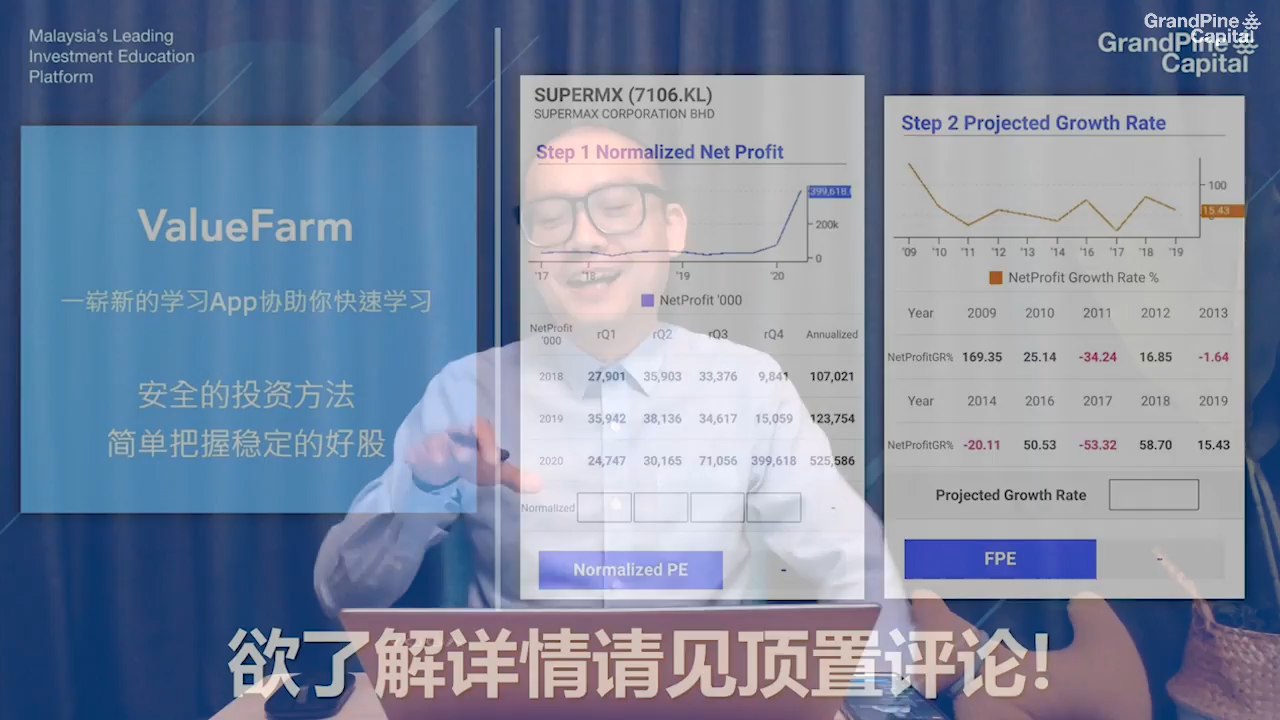 Malaysia's Leading
Investment Education
Platform
GrandPine
Capital
GrandPine
Capital
ValueFarm
一崭新的学习App协助你快速学习
安全的投资方法
简单把握稳定的好股
SUPERMX (7106.KL)
SUPERMAX CORPORATION BHD
Step 1 Normalized Net Profit
399,618.
200k
0
'17 '18 '19 '20
NetProfit '000
NetProfit '000 rQ1 rQ2 rQ3 rQ4 Annualized
2018 27,901 35,903 33,376 9,841 107,021
2019 35,942 38,136 34,617 15,059 123,754
2020 24,747 30,165 71,056 399,618 525,586
Normalized -
Normalized PE -
Step 2 Projected Growth Rate
100
15.43
'09 '10 '11 '12 '13 '14 '16 '17 '18 '19
NetProfit Growth Rate %
Year 2009 2010 2011 2012 2013
NetProfitGR% 169.35 25.14 -34.24 16.85 -1.64
Year 2014 2016 2017 2018 2019
NetProfitGR% -20.11 50.53 -53.32 58.70 15.43
Projected Growth Rate
FPE -
欲了解详情请见顶置评论!